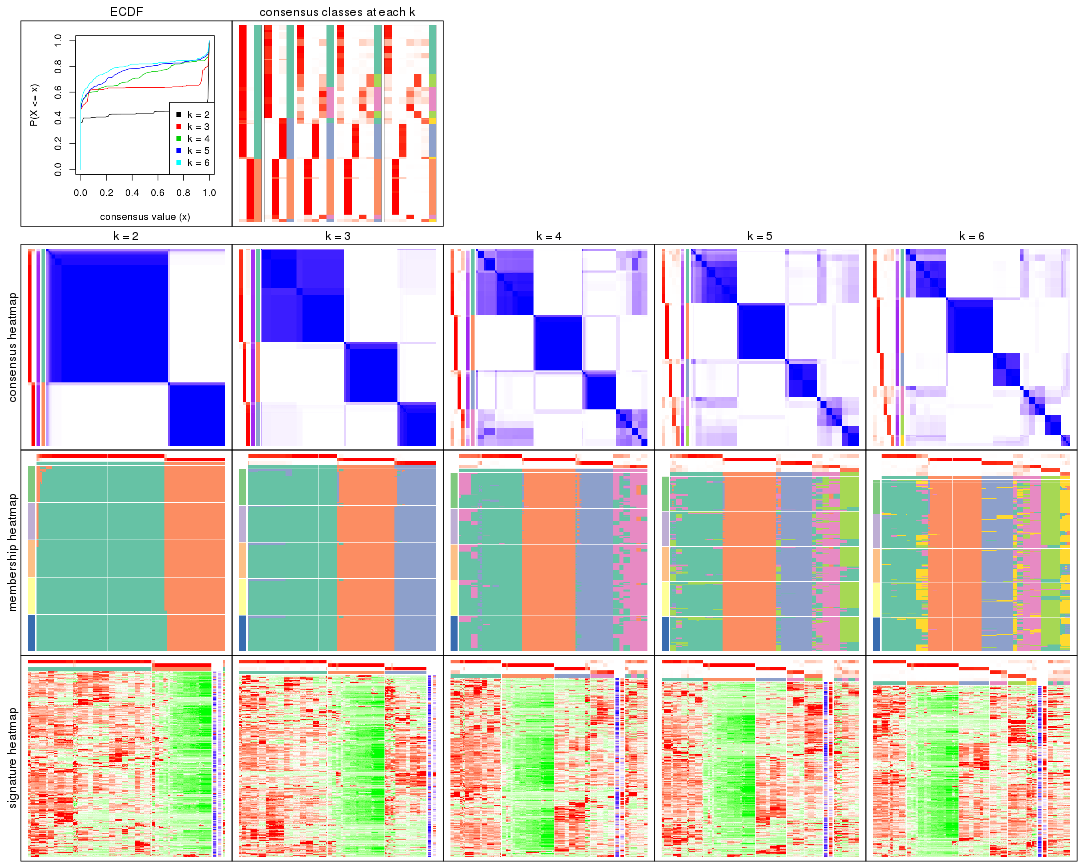 ECDF
consensus classes at each k
P(X <= x)
1.0
0.8
0.6
0.4
0.2
0.0
k = 2
k = 3
k = 4
k = 5
k = 6
0.0 0.2 0.4 0.6 0.8 1.0
consensus value (x)
k = 2
k = 3
k = 4
k = 5
k = 6
consensus heatmap
membership heatmap
signature heatmap